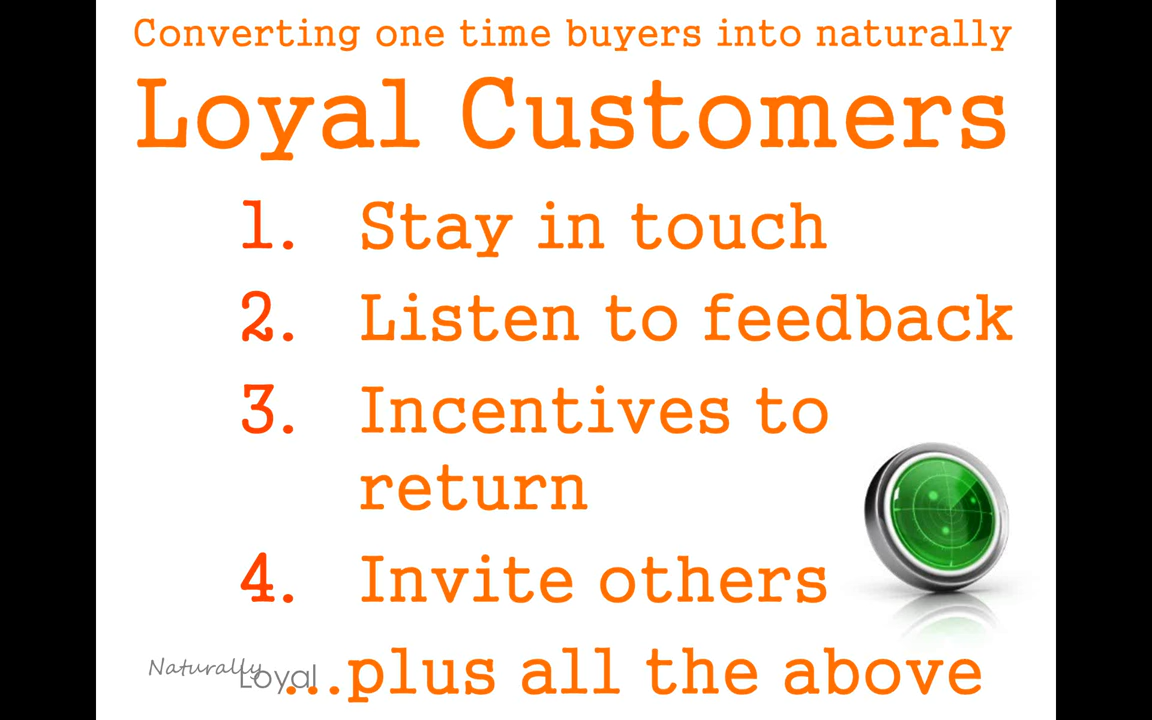 Converting one time buyers into naturally
Loyal Customers
1. Stay in touch
2. Listen to feedback
3. Incentives to
return
4. Invite others
...plus all the above
Naturally
Loyal